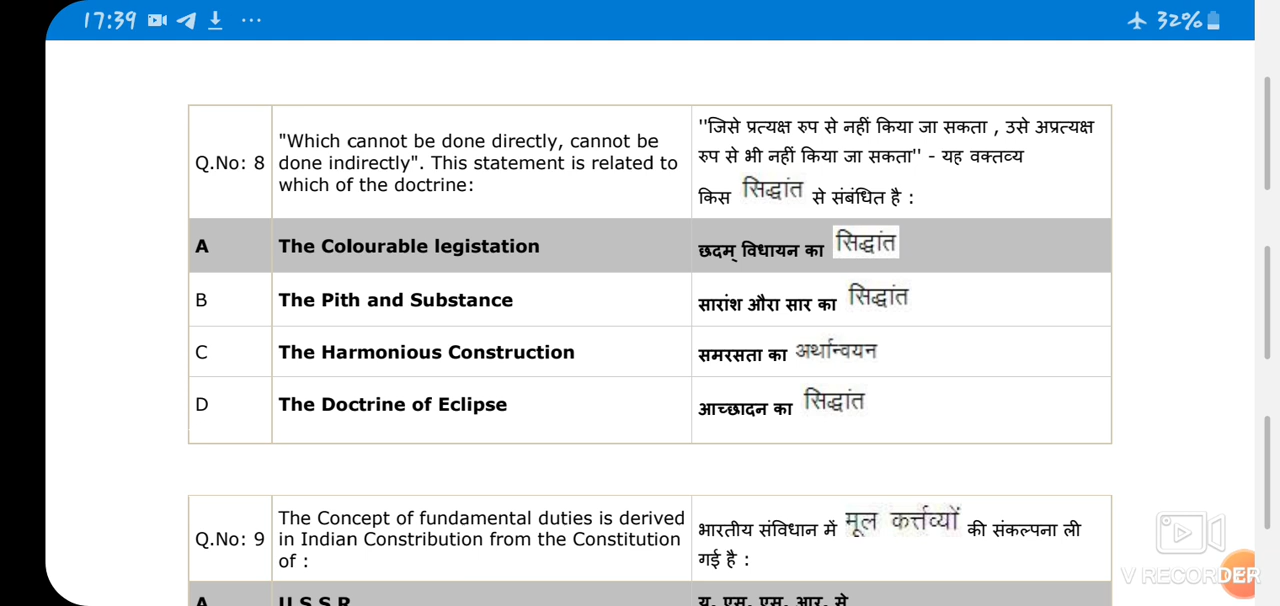 17:39 ...
32%
Q.No: 8
"Which cannot be done directly, cannot be
done indirectly". This statement is related to
which of the doctrine:
''जिसे प्रत्यक्ष रुप से नहीं किया जा सकता , उसे अप्रत्यक्ष
रुप से भी नहीं किया जा सकता'' - यह वक्तव्य
किस सिद्धांत से संबंधित है :
A The Colourable legistation छदम् विधायन का सिद्धांत
B The Pith and Substance सारांश औरा सार का सिद्धांत
C The Harmonious Construction समरसता का अर्थान्वयन
D The Doctrine of Eclipse आच्छादन का सिद्धांत
Q.No: 9
The Concept of fundamental duties is derived
in Indian Constribution from the Constitution
of :
भारतीय संविधान में मूल कर्त्तव्यों की संकल्पना ली
गई है :
A U.S.S.R. यू. एस. एस. आर. से
V RECORDER